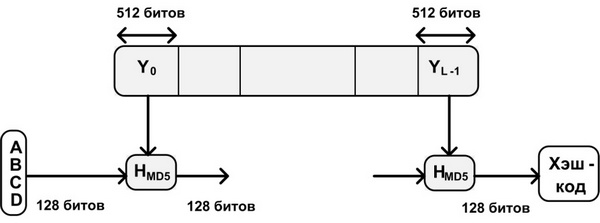 512 битов
512 битов
Y0
YL-1
A
B
C
D
HMD5
HMD5
Хэш -
код
128 битов
128 битов
128 битов